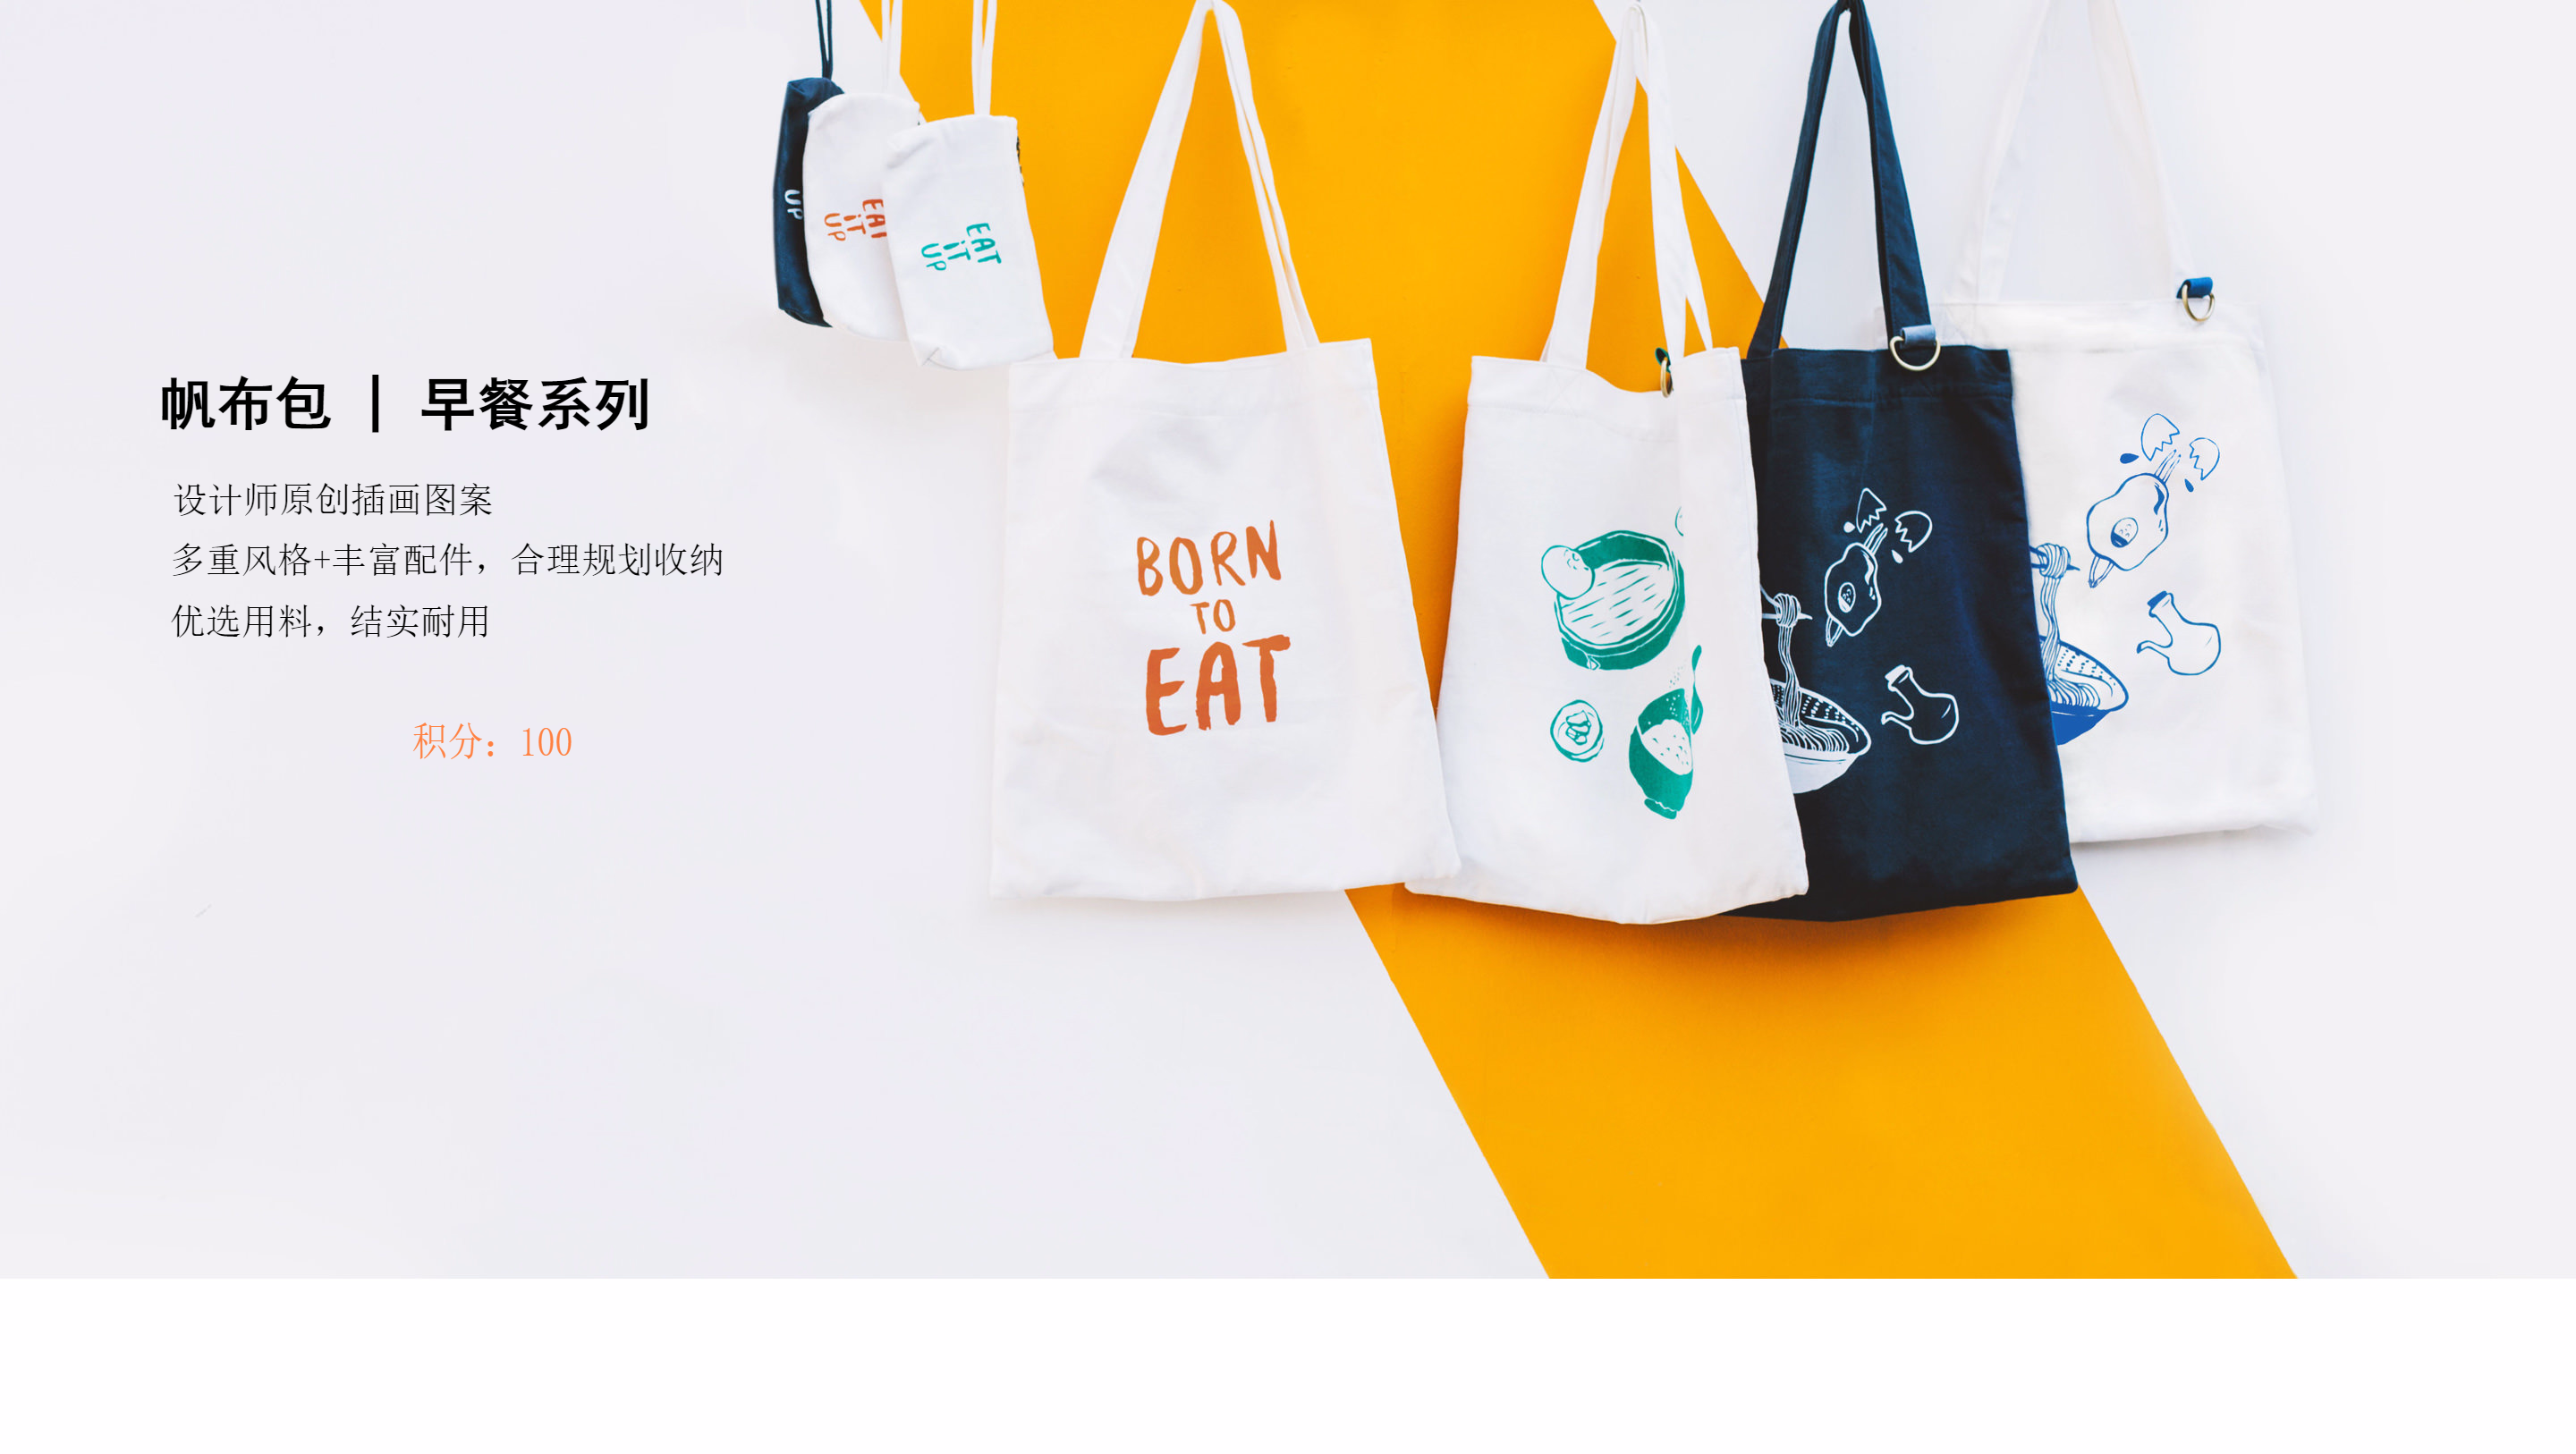 帆布包 | 早餐系列
设计师原创插画图案
多重风格+丰富配件，合理规划收纳
优选用料，结实耐用
积分：100
UP
EAT
IT
UP
EAT
IT
UP
BORN
TO
EAT